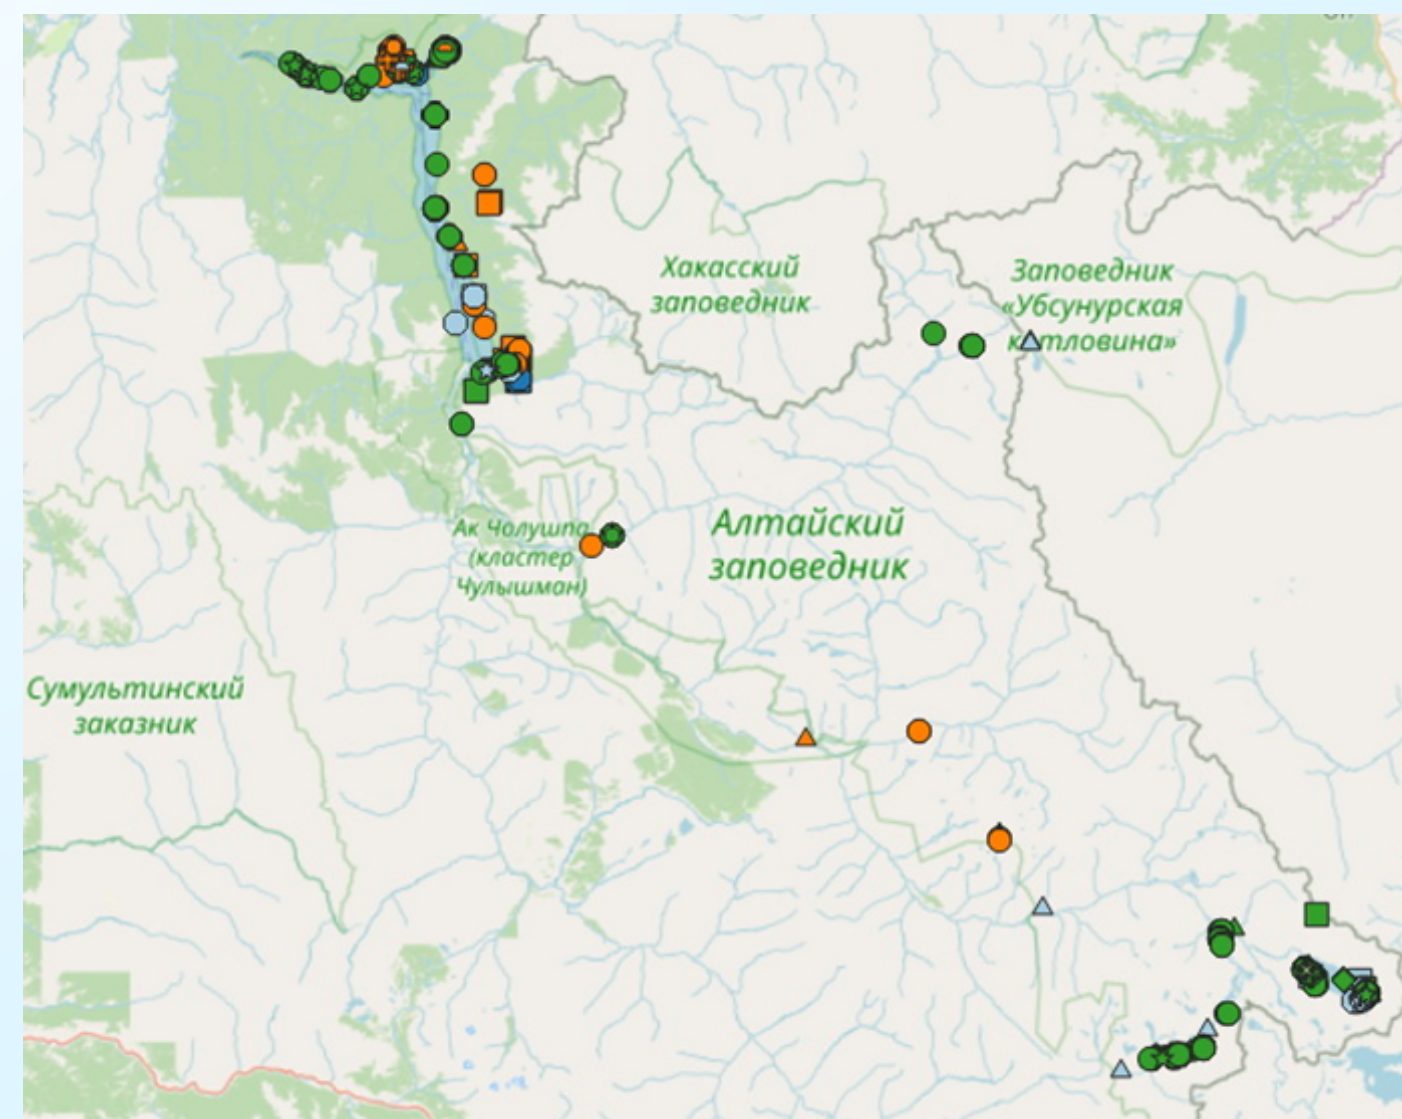 Хакасский
заповедник
Заповедник
«Убсунурская
котловина»
Ак Чолушпа
(кластер
Чулышман)
Алтайский
заповедник
Сумультинский
заказник